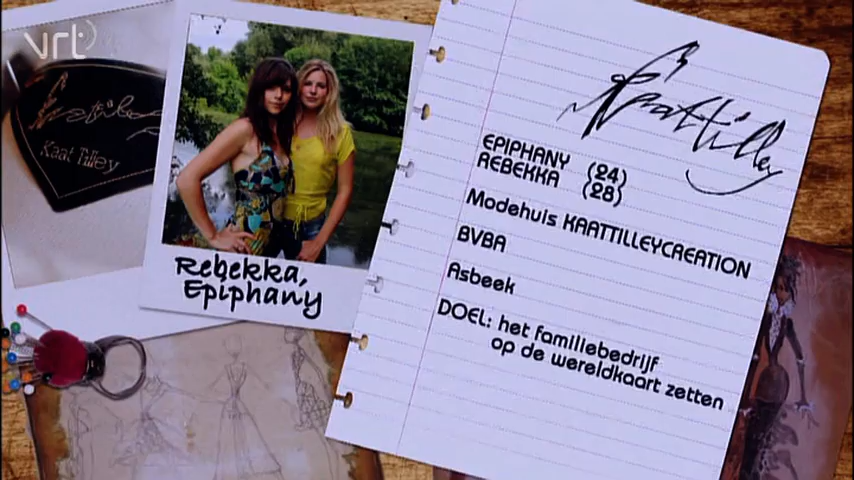 vrt
Kaat Tilley
Rebekka,
Epiphany
Kaattilley
EPIPHANY (24)
REBEKKA (28)
Modehuis KAATTILLEYCREATION
BVBA
Asbeek
DOEL: het familiebedrijf
op de wereldkaart zetten